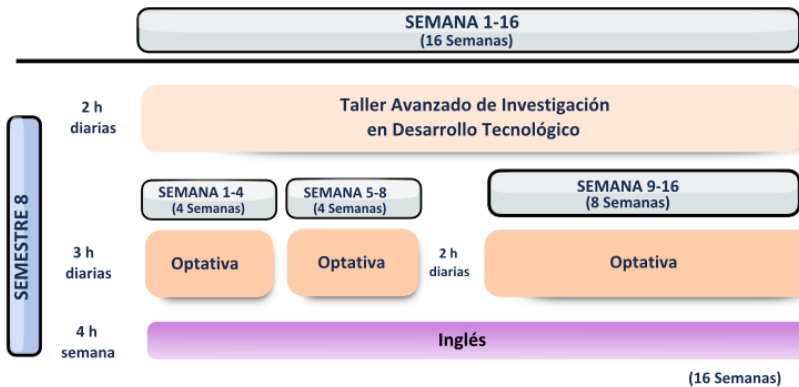 SEMANA 1-16
(16 Semanas)
2 h
diarias
Taller Avanzado de Investigación
en Desarrollo Tecnológico
SEMESTRE 8
SEMANA 1-4
(4 Semanas)
SEMANA 5-8
(4 Semanas)
SEMANA 9-16
(8 Semanas)
3 h
diarias
Optativa
Optativa
2 h
diarias
Optativa
4 h
semana
Inglés
(16 Semanas)